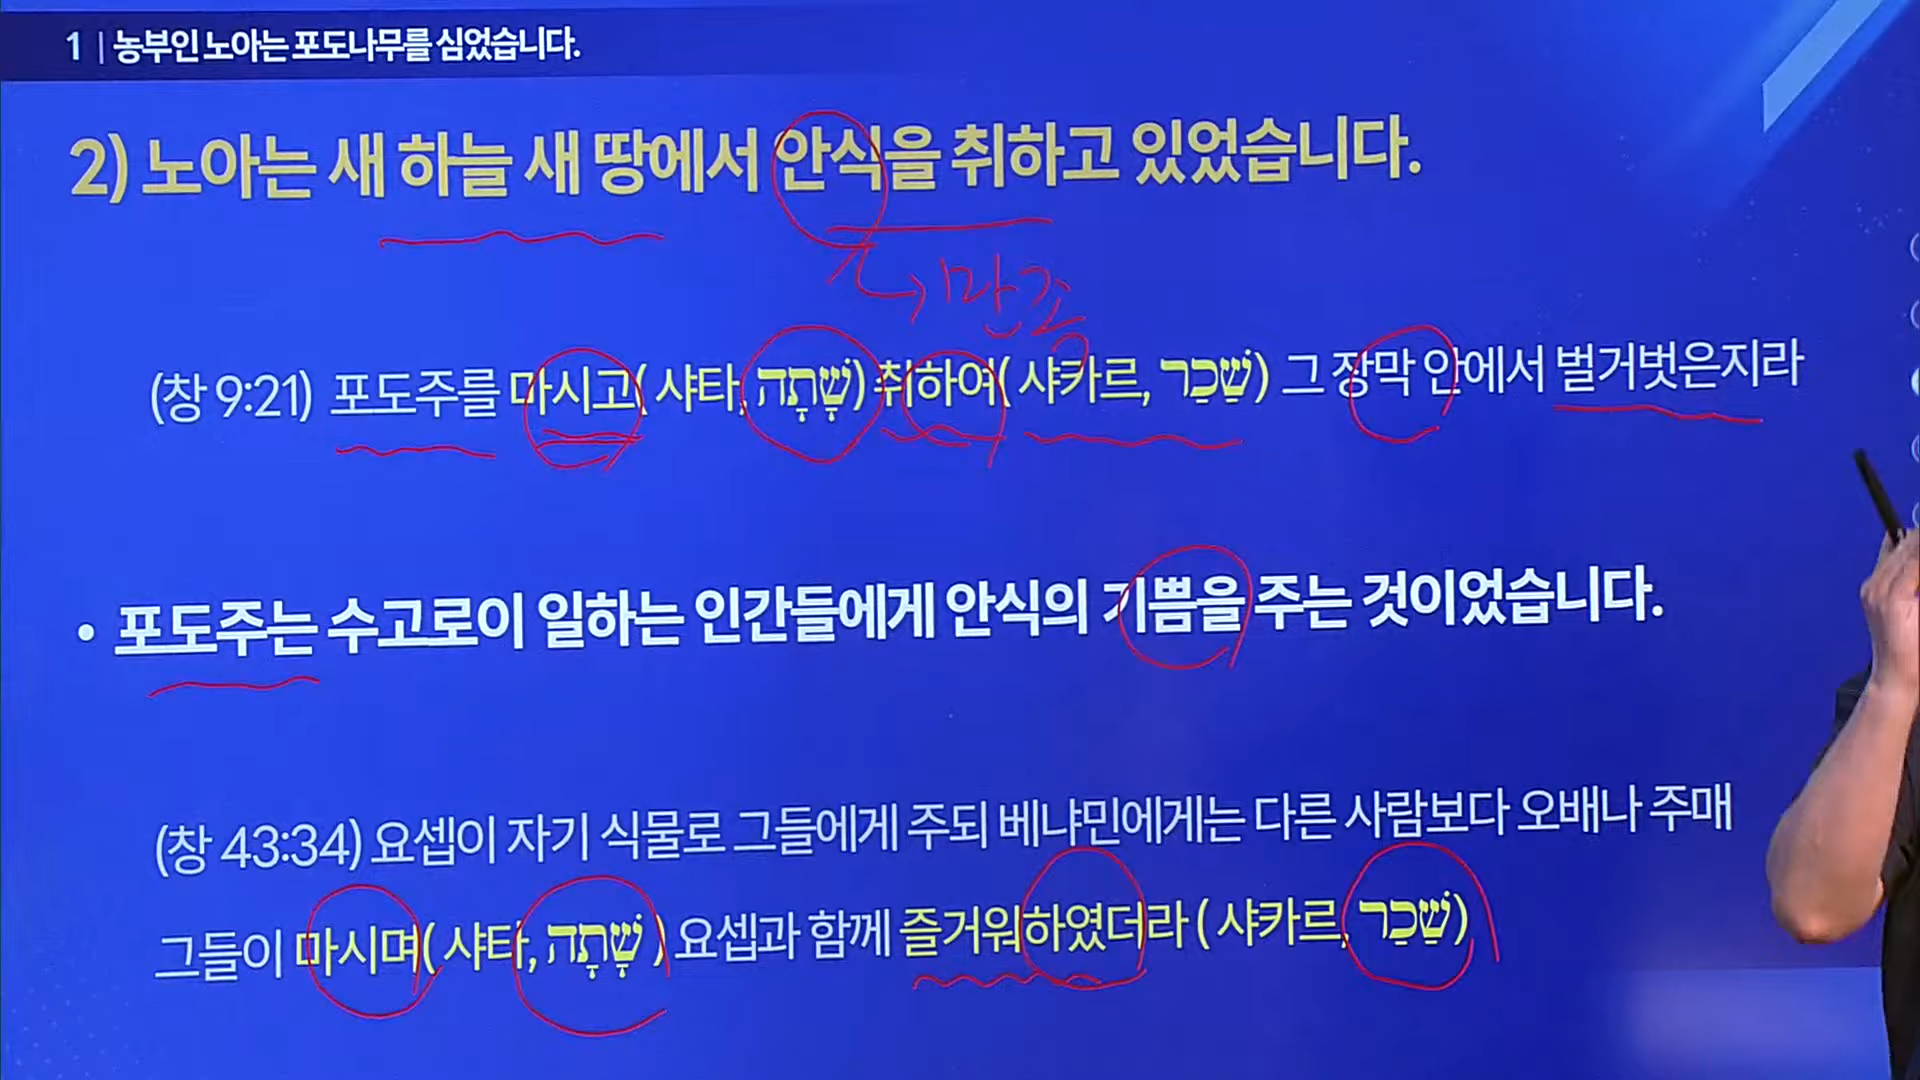 1 | 농부인 노아는 포도나무를 심었습니다.
2) 노아는 새 하늘 새 땅에서 안식을 취하고 있었습니다.
만족
(창 9:21) 포도주를 마시고( 샤타, שָׁתָה) 취하여( 샤카르, שָׁכַר) 그 장막 안에서 벌거벗은지라
• 포도주는 수고로이 일하는 인간들에게 안식의 기쁨을 주는 것이었습니다.
(창 43:34) 요셉이 자기 식물로 그들에게 주되 베냐민에게는 다른 사람보다 오배나 주매
그들이 마시며( 샤타, שָׁתָה ) 요셉과 함께 즐거워하였더라 ( 샤카르, שָׁכַר)